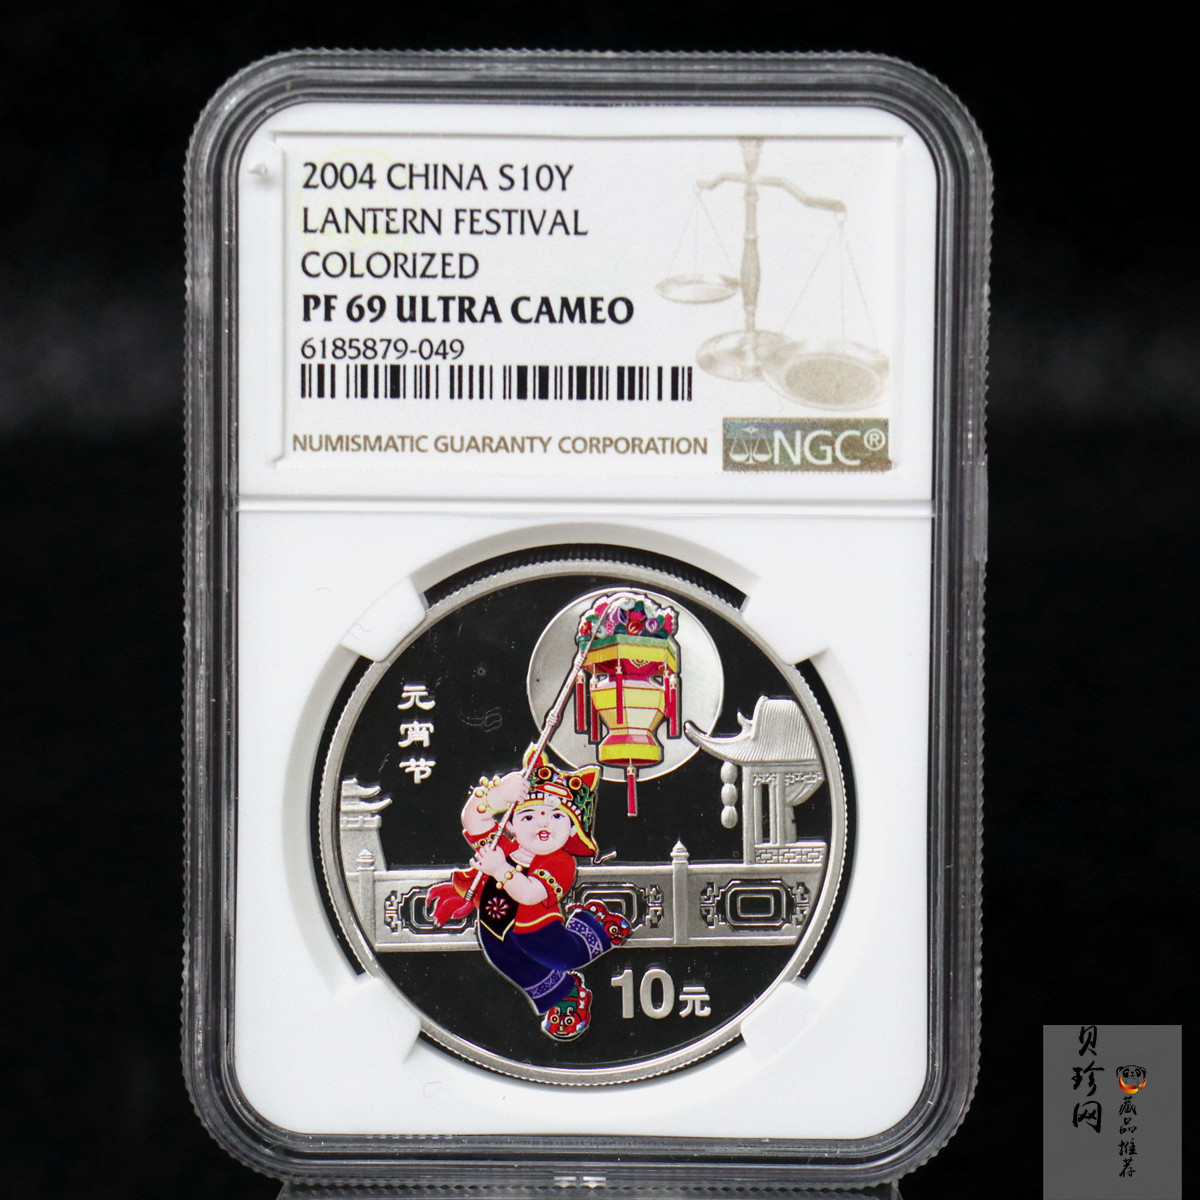 2004 CHINA S10Y
LANTERN FESTIVAL
COLORIZED
PF 69 ULTRA CAMEO
6185879-049
NUMISMATIC GUARANTY CORPORATION
NGC®
元宵节
10元
贝珍网
藏品推荐